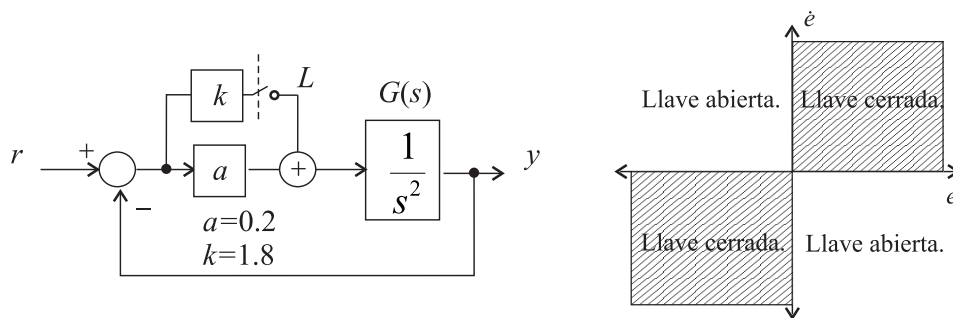 r
+
−
k
L
a
+
a=0.2
k=1.8
G(s)
1
s²
y
ė
Llave abierta.
Llave cerrada.
e
Llave cerrada.
Llave abierta.